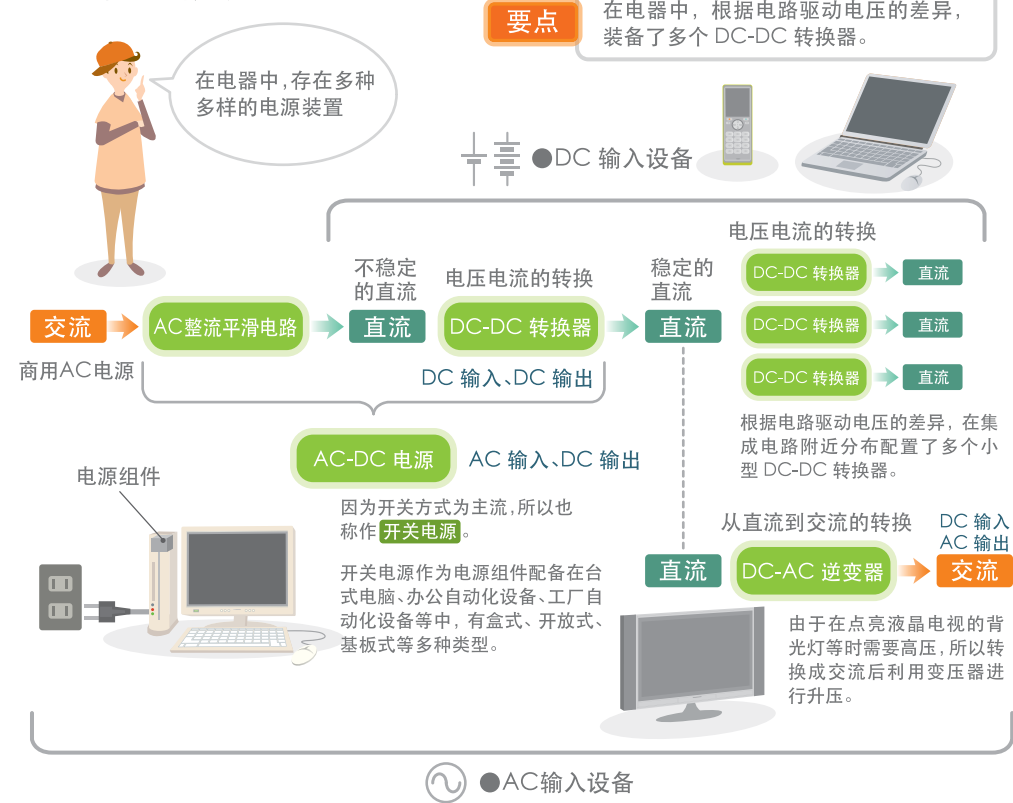 要点
在电器中，根据电路驱动电压的差异，
装备了多个 DC-DC 转换器。
在电器中，存在多种
多样的电源装置
●DC 输入设备
电压电流的转换
不稳定
的直流
电压电流的转换
稳定的
直流
DC-DC 转换器
直流
DC-DC 转换器
直流
DC-DC 转换器
直流
交流
AC整流平滑电路
直流
DC-DC 转换器
直流
商用AC电源
DC 输入、DC 输出
根据电路驱动电压的差异，在集
成电路附近分布配置了多个小
型 DC-DC 转换器。
AC-DC 电源
AC 输入、DC 输出
电源组件
因为开关方式为主流，所以也
称作 开关电源。
开关电源作为电源组件配备在台
式电脑、办公自动化设备、工厂自
动化设备等中，有盒式、开放式、
基板式等多种类型。
从直流到交流的转换
DC 输入
AC 输出
直流
DC-AC 逆变器
交流
由于在点亮液晶电视的背
光灯等时需要高压，所以转
换成交流后利用变压器进
行升压。
●AC输入设备